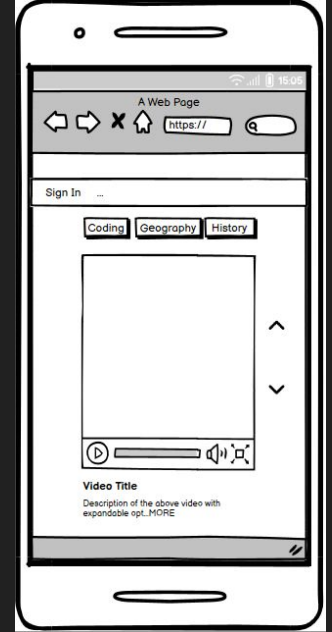 15:05
A Web Page
https://
Sign In ...
Coding Geography History
Video Title
Description of the above video with
expandable opt...MORE